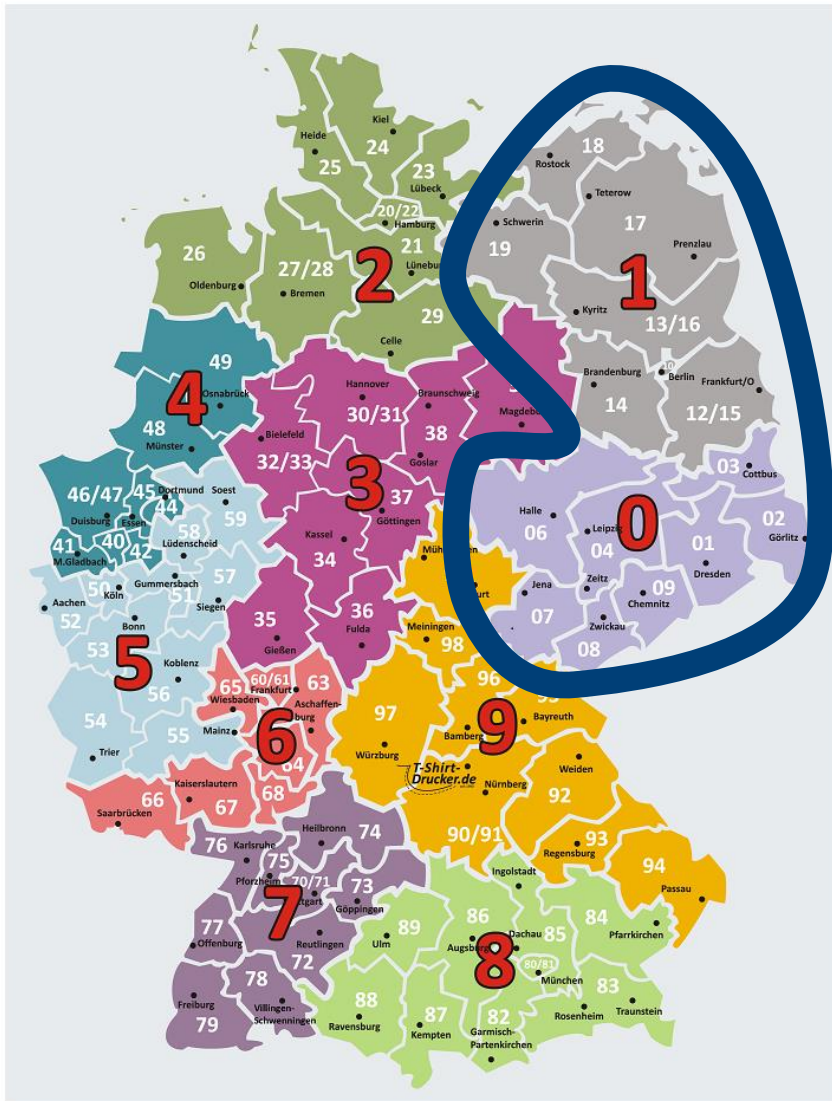 Kiel
Heide
24
25
23
Lübeck
20/22
Hamburg
18
Rostock
Teterow
17
Schwerin
19
Prenzlau
26
Oldenburg
27/28
Bremen
2
21
1
Kyritz
13/16
29
Celle
49
Osnabrück
4
48
Münster
Hannover
30/31
Braunschweig
38
Bielefeld
32/33
Goslar
Brandenburg
14
Berlin
Frankfurt/O
12/15
3
37
Göttingen
03
Cottbus
46/47
45
Dortmund
44
Duisburg
Essen
Soest
59
58
Lüdenscheid
41
40
42
M.Gladbach
Kassel
34
Halle
06
0
Leipzig
04
01
Dresden
02
Görlitz
50
Köln
Gummersbach
51
57
Siegen
Aachen
52
Bonn
53
5
35
Gießen
36
Fulda
Jena
07
Zeitz
09
Chemnitz
Zwickau
08
Meiningen
98
Koblenz
56
65
Wiesbaden
60/61
Frankfurt
63
Aschaffen-
burg
54
Trier
55
Mainz
6
64
97
Würzburg
96
9
Bamberg
Bayreuth
T-Shirt-
Drucker.de
Nürnberg
Weiden
92
66
Saarbrücken
Kaiserslautern
67
68
90/91
93
Regensburg
94
Passau
76
Karlsruhe
Heilbronn
74
75
Pforzheim
70/71
7
73
Göppingen
Ingolstadt
77
Offenburg
Reutlingen
72
89
Ulm
86
Augsburg
Dachau
85
84
Pfarrkirchen
8
80/81
München
78
Villingen-
Schwenningen
Freiburg
79
88
Ravensburg
87
Kempten
82
Garmisch-
Partenkirchen
Rosenheim
83
Traunstein